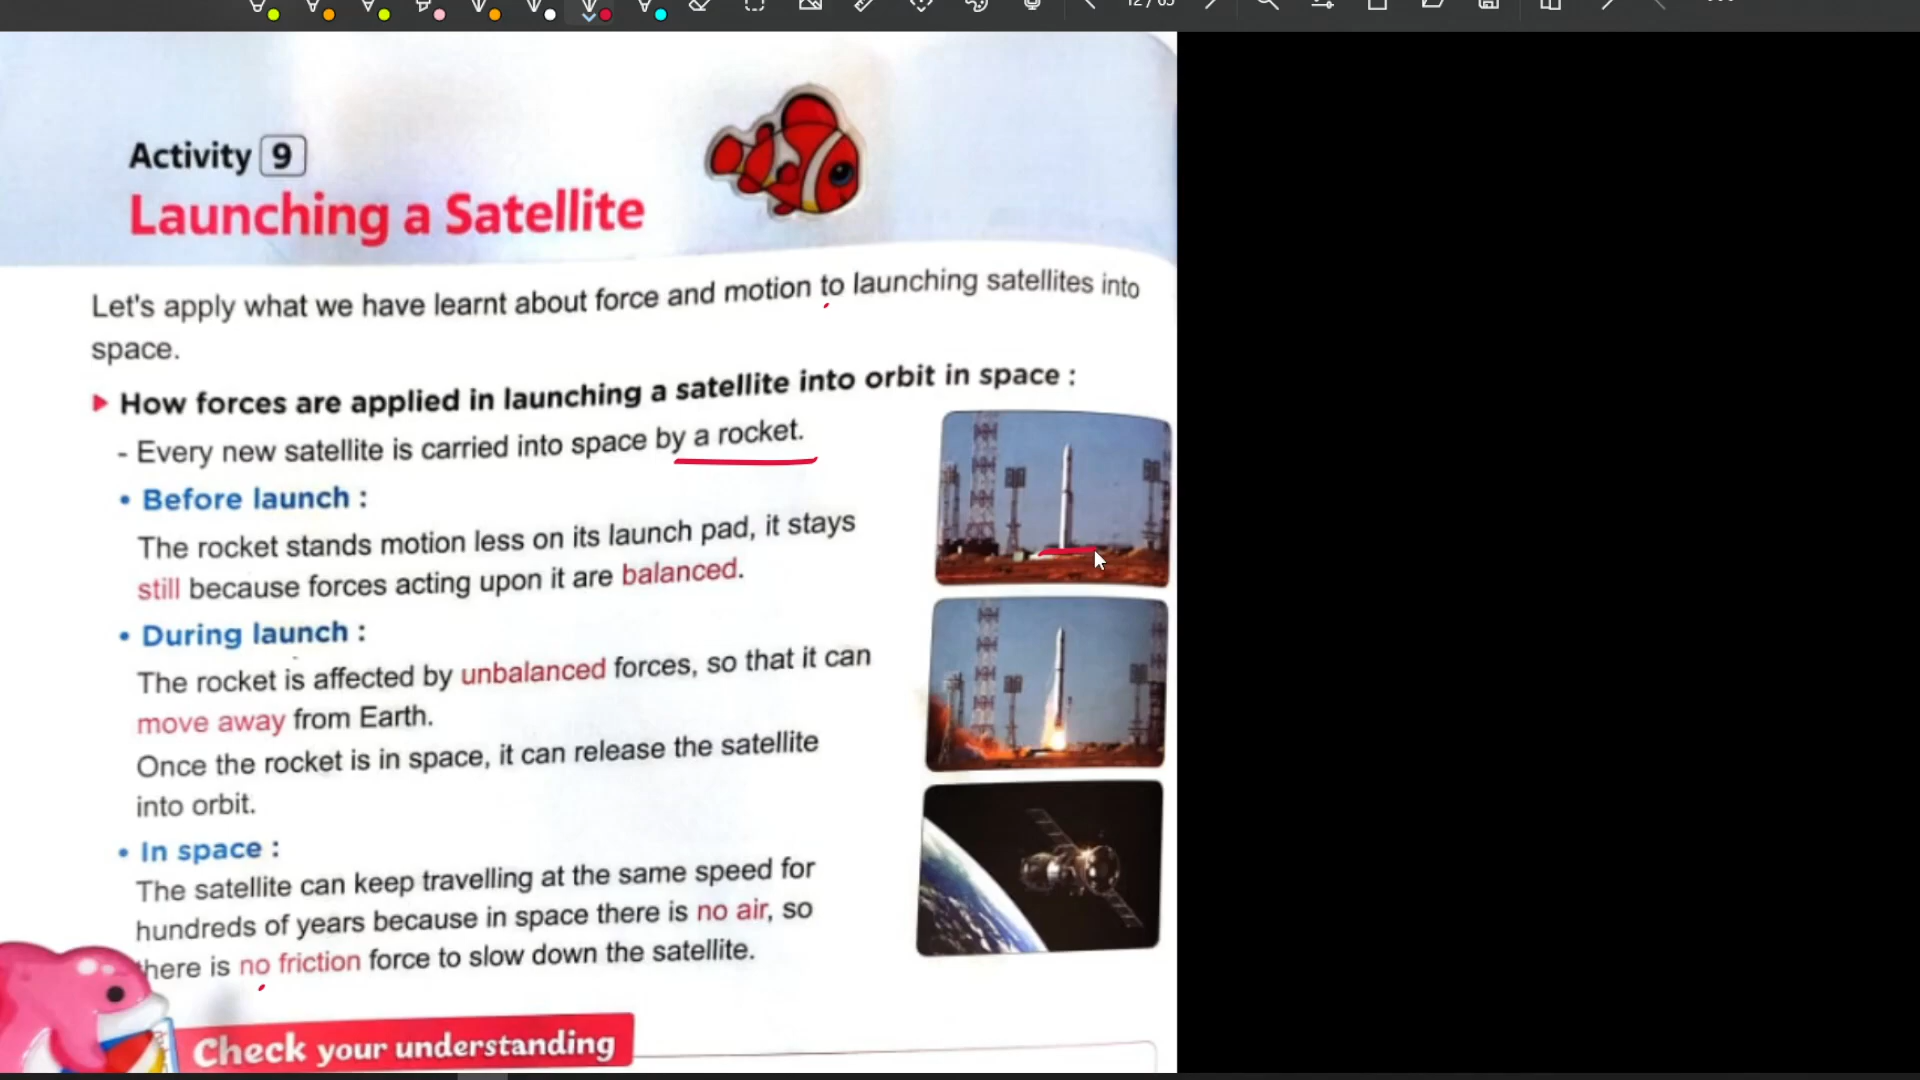 12 / 65
Activity 9
Launching a Satellite
Let's apply what we have learnt about force and motion to launching satellites into
space.
How forces are applied in launching a satellite into orbit in space :
- Every new satellite is carried into space by a rocket.
• Before launch :
The rocket stands motion less on its launch pad, it stays
still because forces acting upon it are balanced.
• During launch :
The rocket is affected by unbalanced forces, so that it can
move away from Earth.
Once the rocket is in space, it can release the satellite
into orbit.
• In space :
The satellite can keep travelling at the same speed for
hundreds of years because in space there is no air, so
there is no friction force to slow down the satellite.
Check your understanding